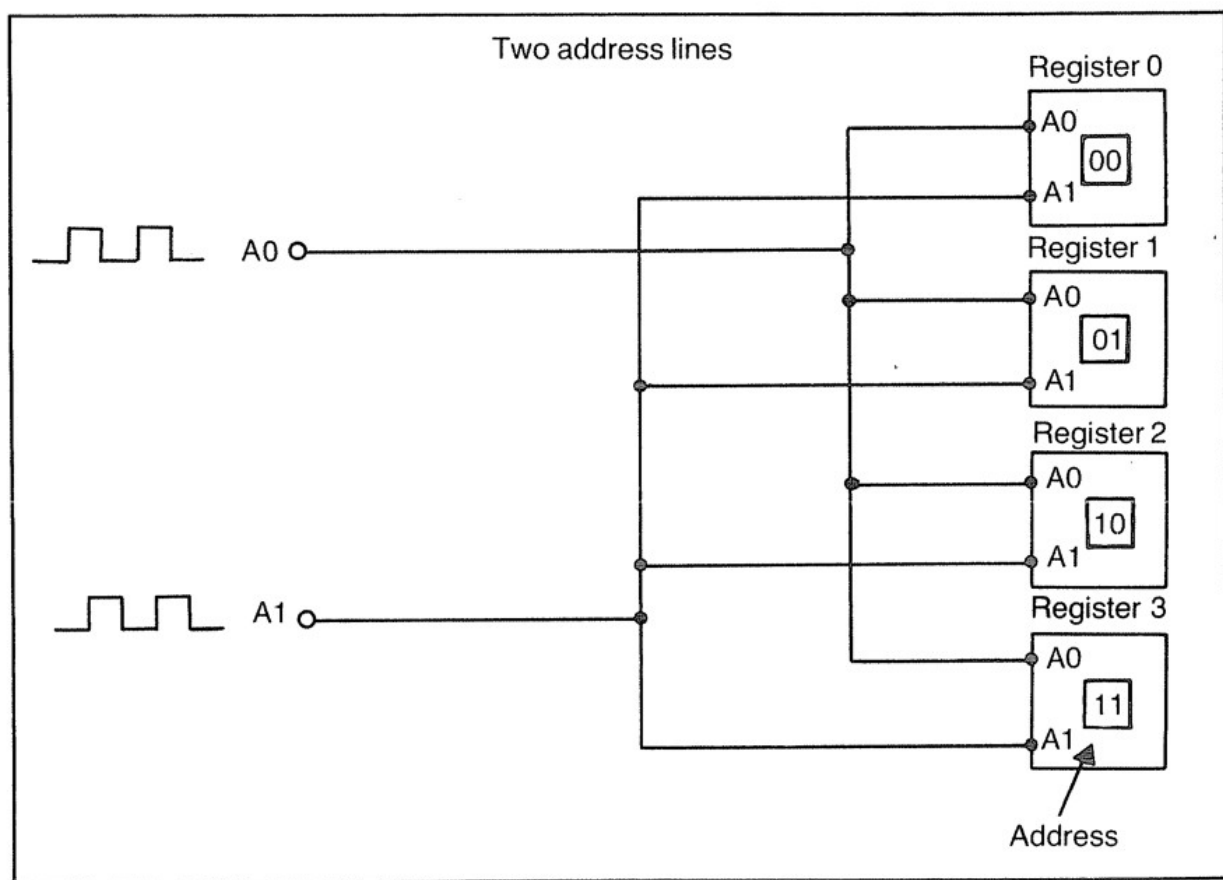 Two address lines
Register 0
A0
00
A1
A0
Register 1
A0
01
A1
Register 2
A0
10
A1
A1
Register 3
A0
11
A1
Address